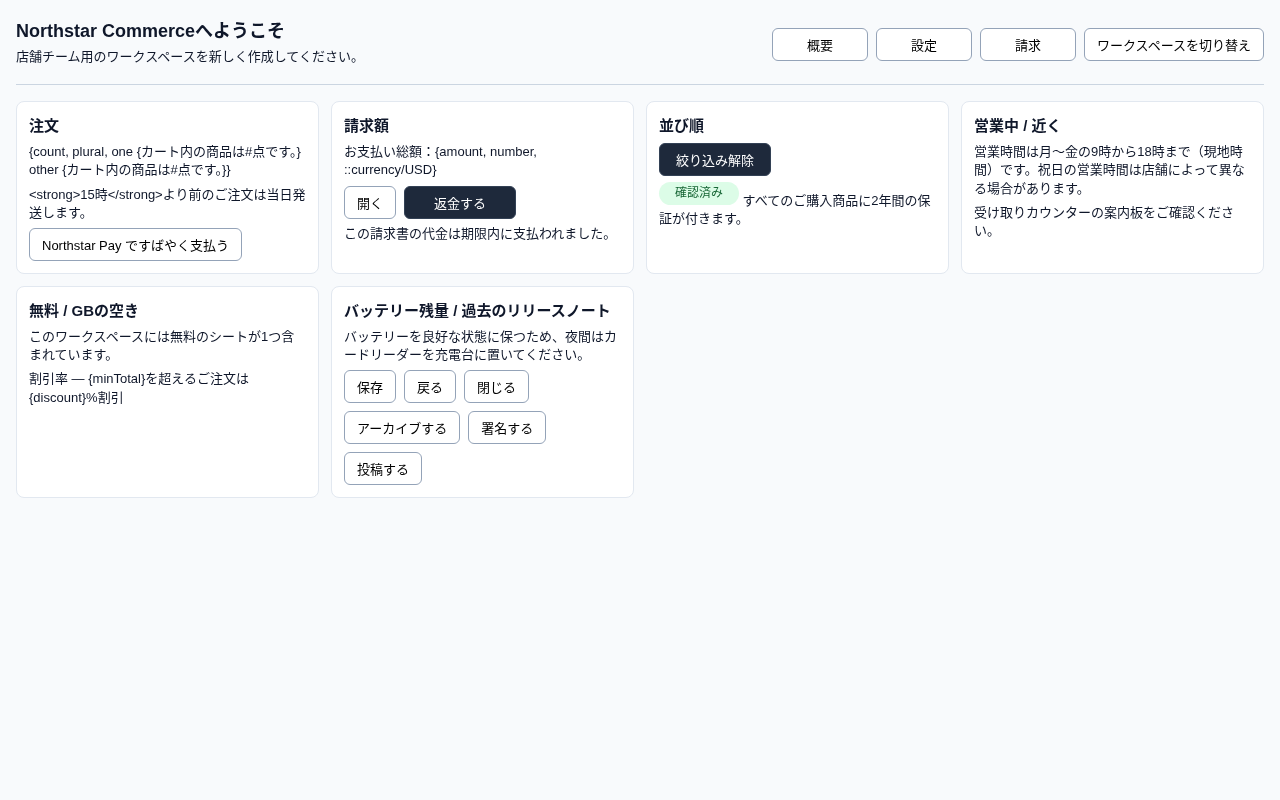 Northstar Commerceへようこそ
店舗チーム用のワークスペースを新しく作成してください。
概要
設定
請求
ワークスペースを切り替え
注文
{count, plural, one {カート内の商品は#点です。}
other {カート内の商品は#点です。}}
<strong>15時</strong>より前のご注文は当日発
送します。
Northstar Pay ですばやく支払う
請求額
お支払い総額：{amount, number,
::currency/USD}
開く
返金する
この請求書の代金は期限内に支払われました。
並び順
絞り込み解除
確認済み すべてのご購入商品に2年間の保
証が付きます。
営業中 / 近く
営業時間は月〜金の9時から18時まで（現地時
間）です。祝日の営業時間は店舗によって異な
る場合があります。
受け取りカウンターの案内板をご確認くださ
い。
無料 / GBの空き
このワークスペースには無料のシートが1つ含
まれています。
割引率 — {minTotal}を超えるご注文は
{discount}%割引
バッテリー残量 / 過去のリリースノート
バッテリーを良好な状態に保つため、夜間はカ
ードリーダーを充電台に置いてください。
保存
戻る
閉じる
アーカイブする
署名する
投稿する